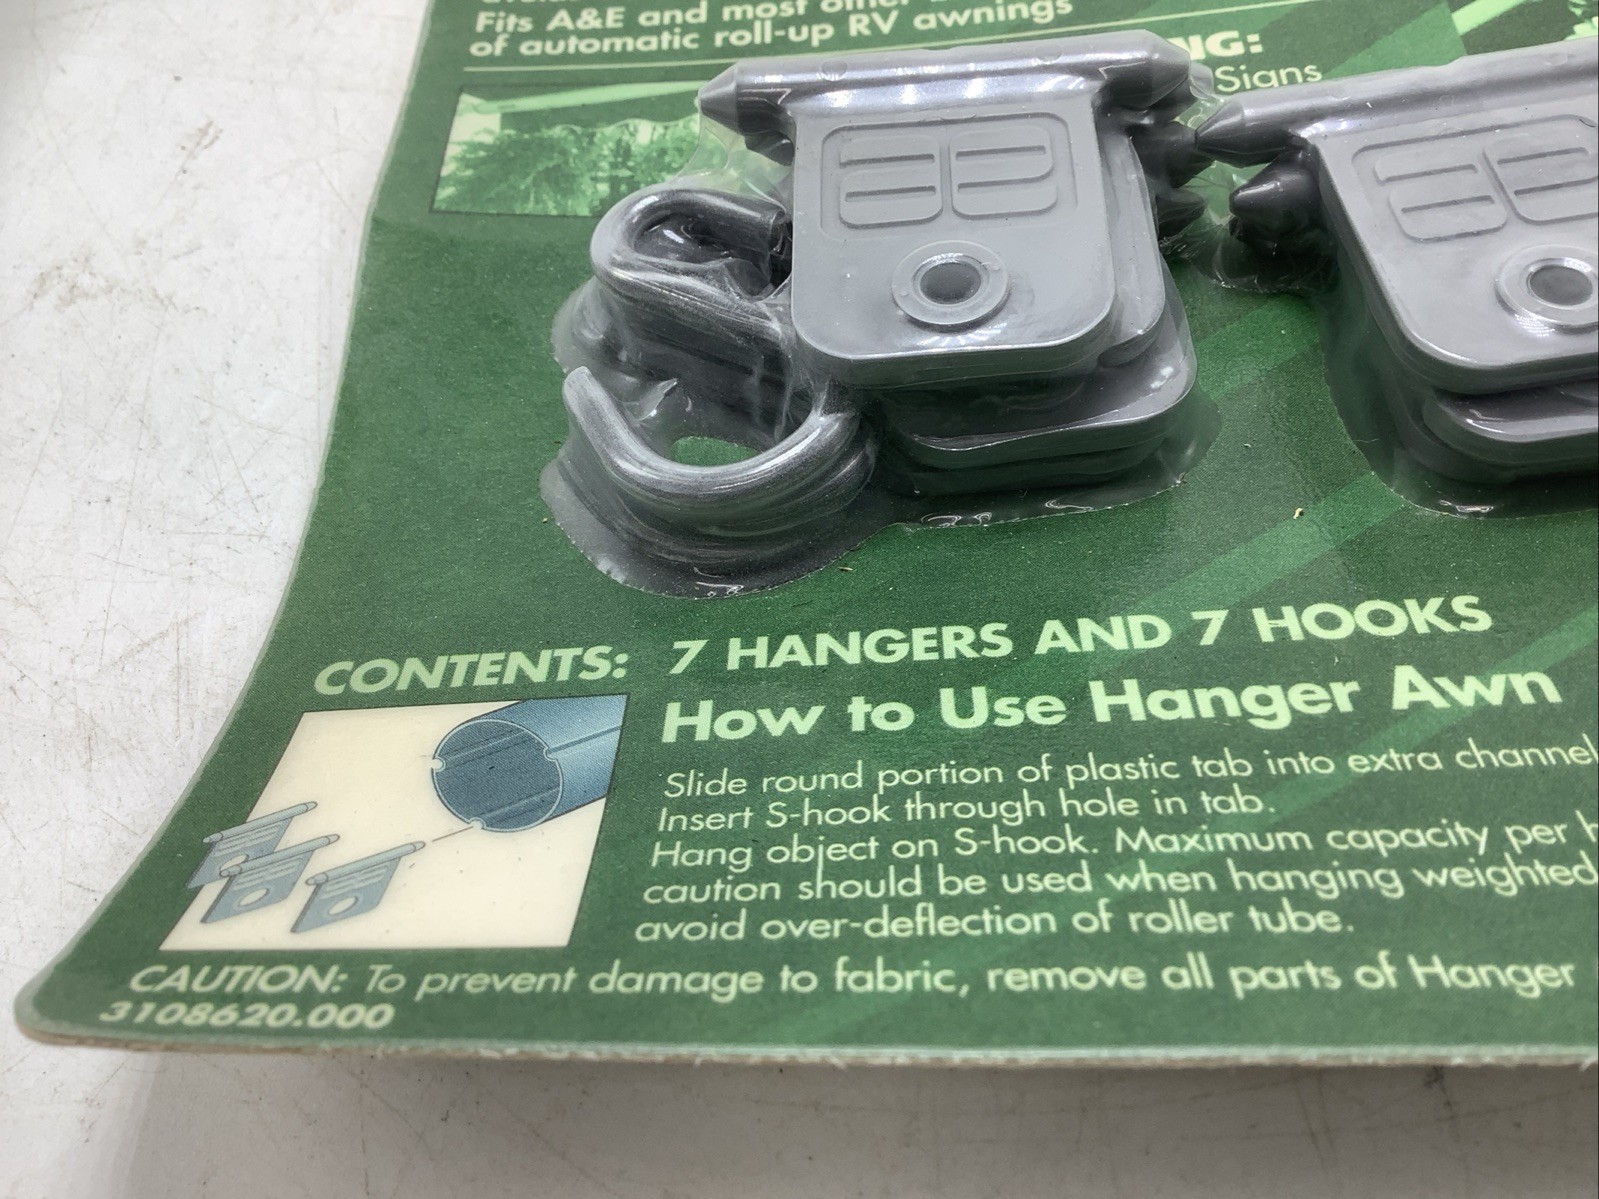 Fits A&E and most other
of automatic roll-up RV awnings
NG:
Signs
CONTENTS: 7 HANGERS AND 7 HOOKS
How to Use Hanger Awn
Slide round portion of plastic tab into extra channel
Insert S-hook through hole in tab.
Hang object on S-hook. Maximum capacity per h
caution should be used when hanging weighted
avoid over-deflection of roller tube.
CAUTION: To prevent damage to fabric, remove all parts of Hanger
3108620.000